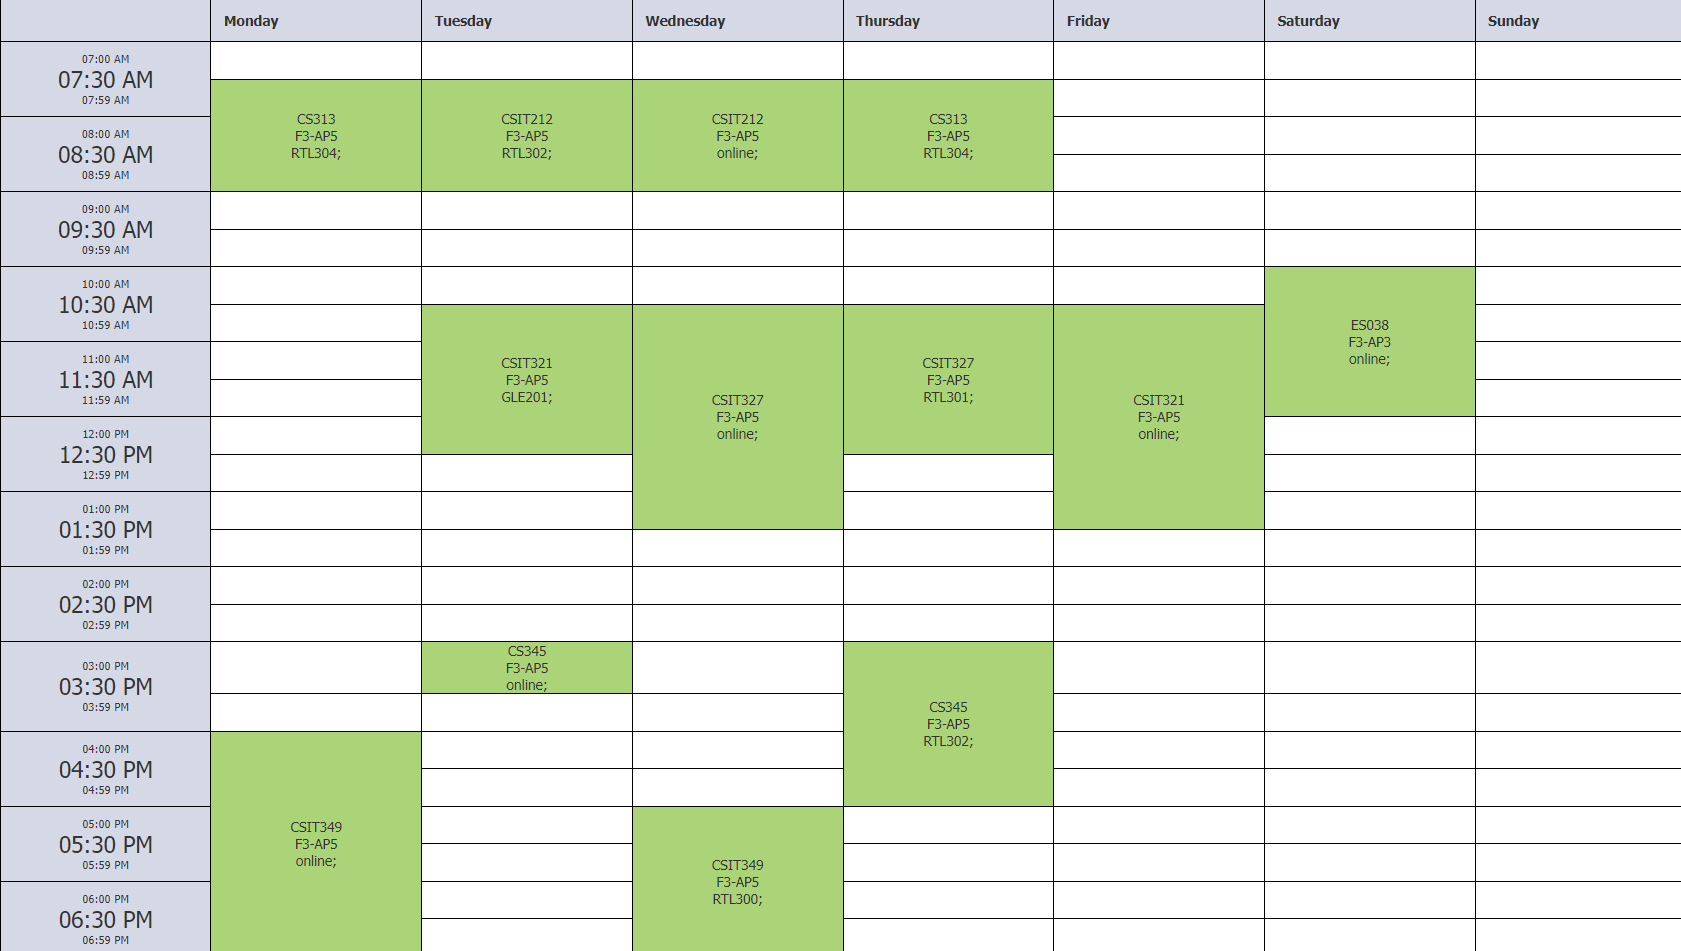 Monday Tuesday Wednesday Thursday Friday Saturday Sunday
07:00 AM
07:30 AM
07:59 AM
CS313
F3-AP5
RTL304;
CSIT212
F3-AP5
RTL302;
CSIT212
F3-AP5
online;
CS313
F3-AP5
RTL304;
08:00 AM
08:30 AM
08:59 AM
09:00 AM
09:30 AM
09:59 AM
10:00 AM
10:30 AM
10:59 AM
CSIT321
F3-AP5
GLE201;
CSIT327
F3-AP5
online;
CSIT327
F3-AP5
RTL301;
CSIT321
F3-AP5
online;
ES038
F3-AP3
online;
11:00 AM
11:30 AM
11:59 AM
12:00 PM
12:30 PM
12:59 PM
01:00 PM
01:30 PM
01:59 PM
02:00 PM
02:30 PM
02:59 PM
03:00 PM
03:30 PM
03:59 PM
CS345
F3-AP5
online;
CS345
F3-AP5
RTL302;
04:00 PM
04:30 PM
04:59 PM
CSIT349
F3-AP5
online;
05:00 PM
05:30 PM
05:59 PM
CSIT349
F3-AP5
RTL300;
06:00 PM
06:30 PM
06:59 PM